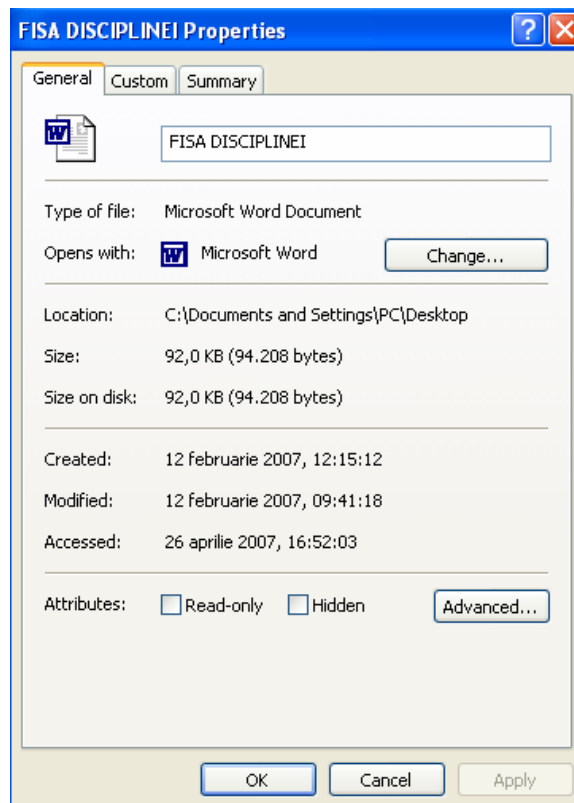 FISA DISCIPLINEI Properties
General Custom Summary
FISA DISCIPLINEI
Type of file: Microsoft Word Document
Opens with: Microsoft Word Change...
Location: C:\Documents and Settings\PC\Desktop
Size: 92,0 KB (94.208 bytes)
Size on disk: 92,0 KB (94.208 bytes)
Created: 12 februarie 2007, 12:15:12
Modified: 12 februarie 2007, 09:41:18
Accessed: 26 aprilie 2007, 16:52:03
Attributes: Read-only Hidden Advanced...
OK Cancel Apply